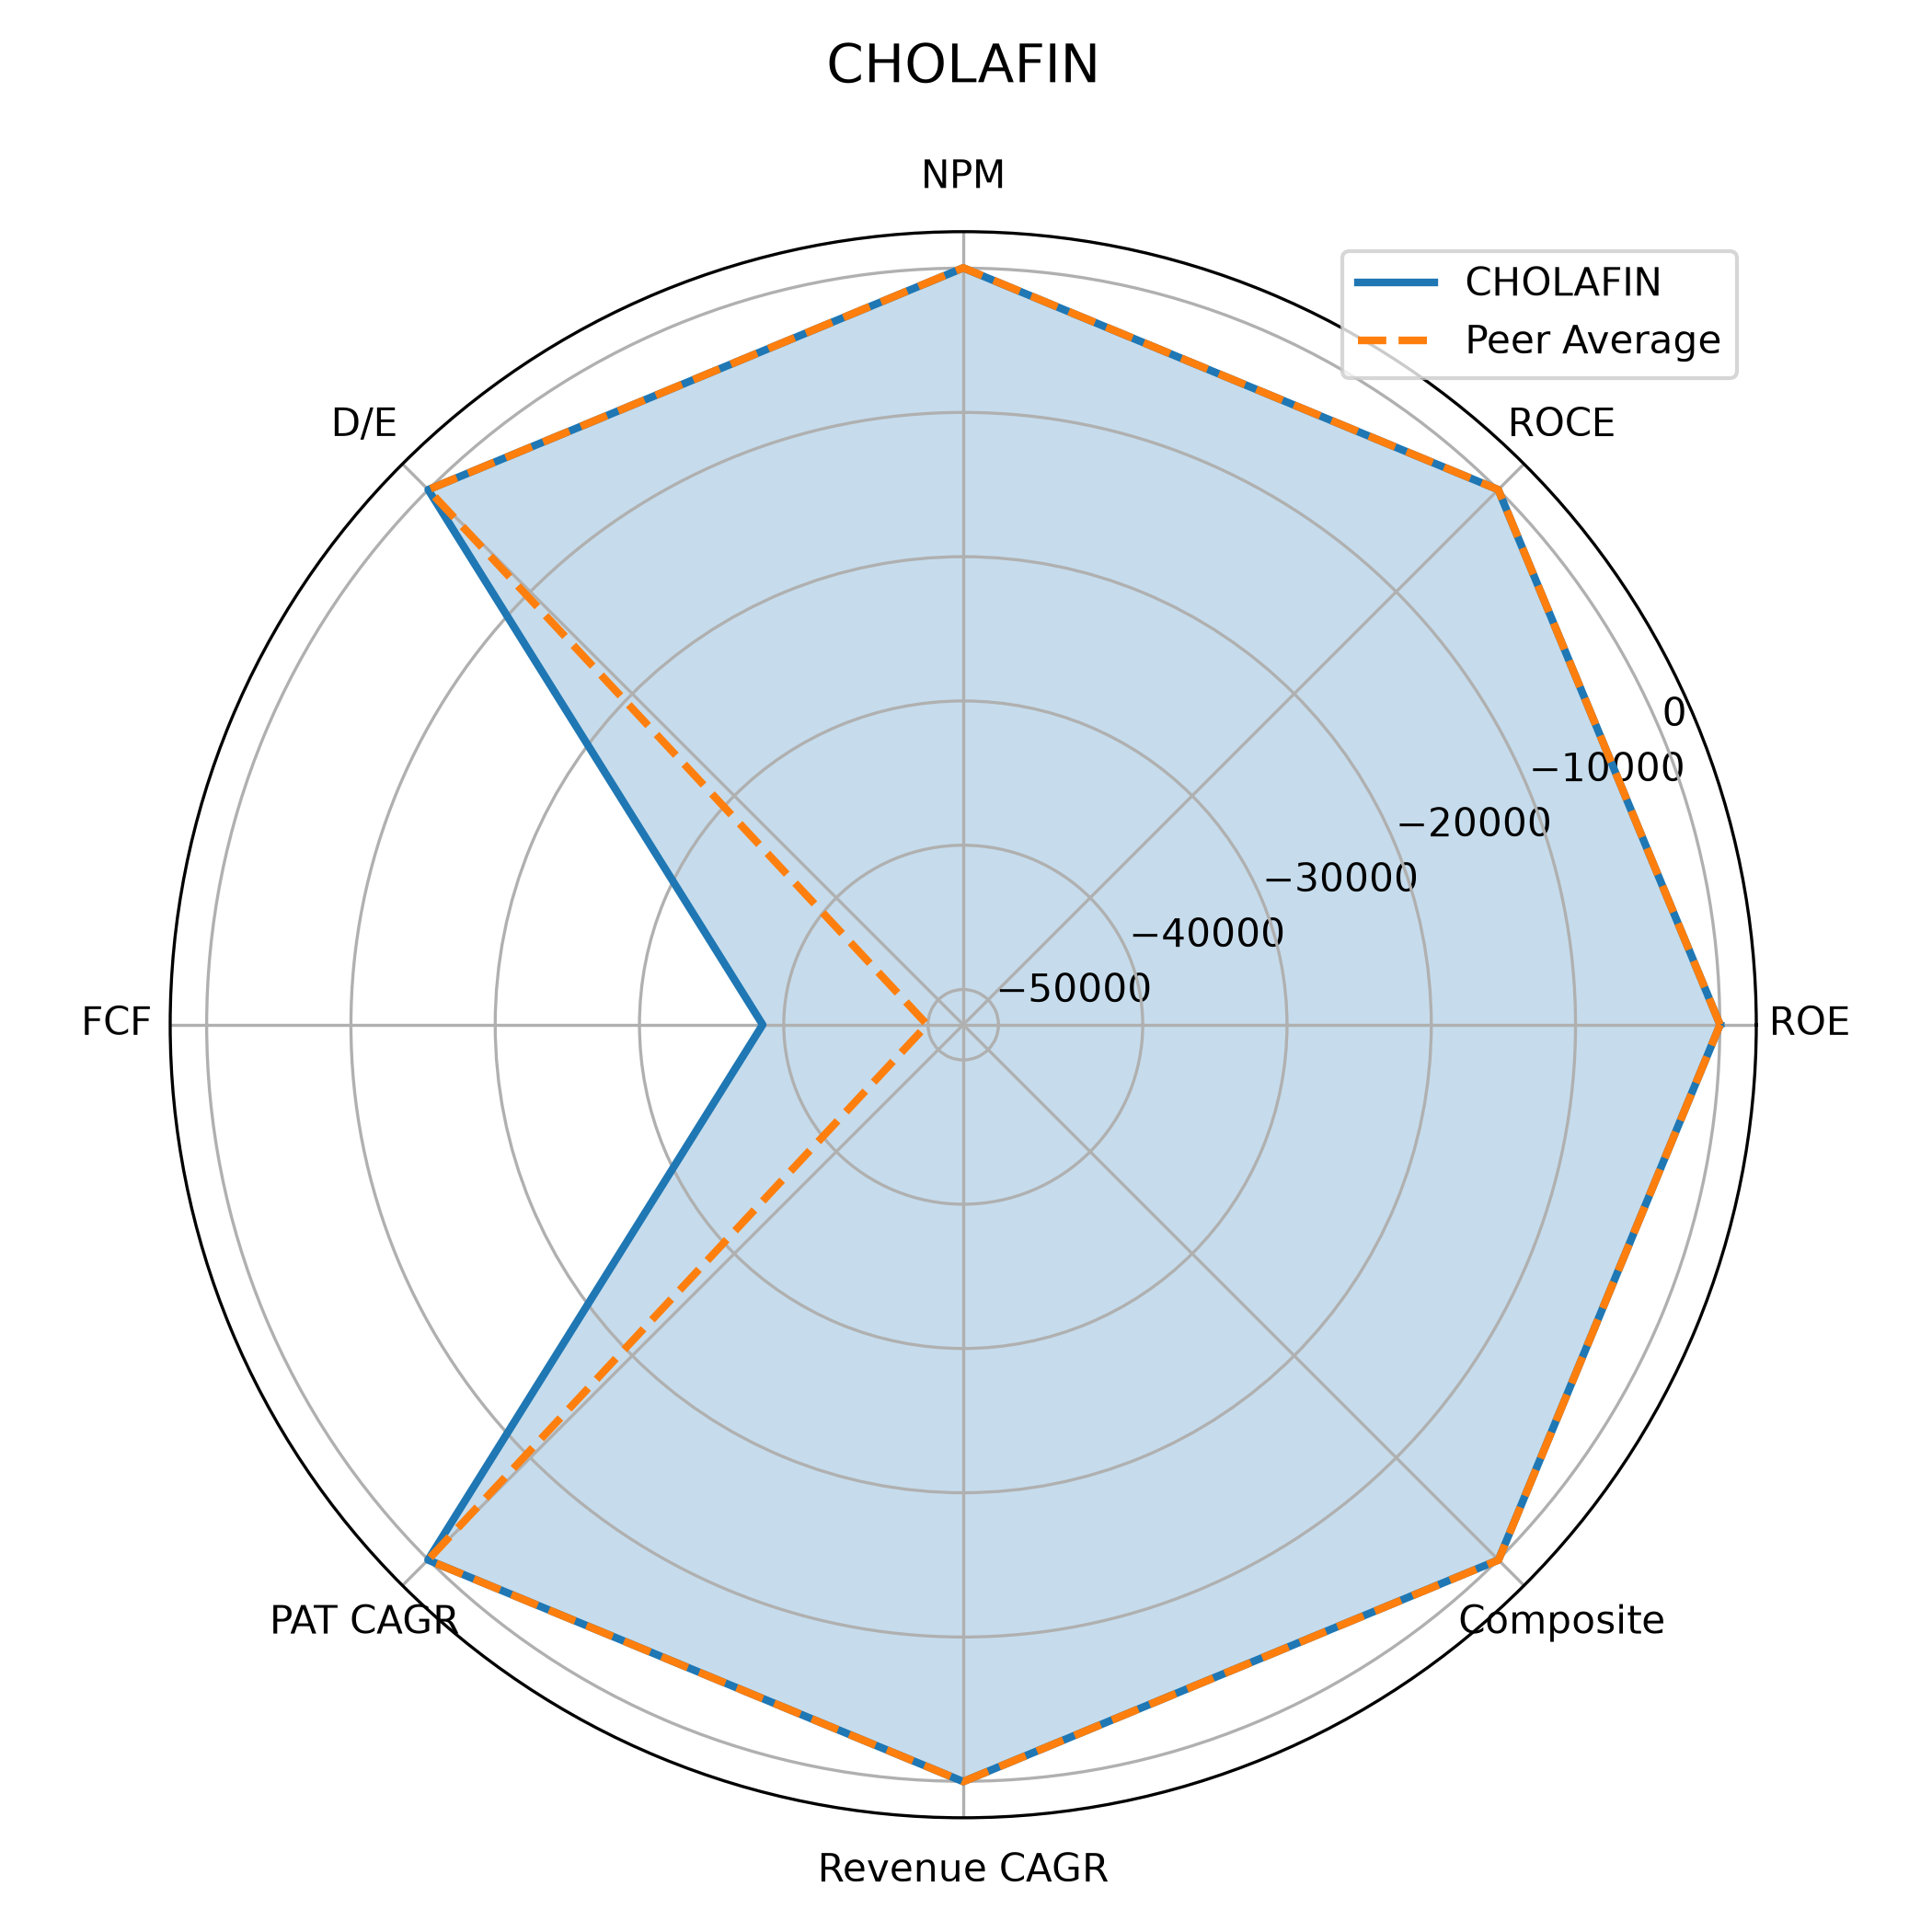 CHOLAFIN
NPM
CHOLAFIN
Peer Average
D/E
ROCE
0
−10000
−20000
−30000
−40000
−50000
FCF
ROE
PAT CAGR
Composite
Revenue CAGR